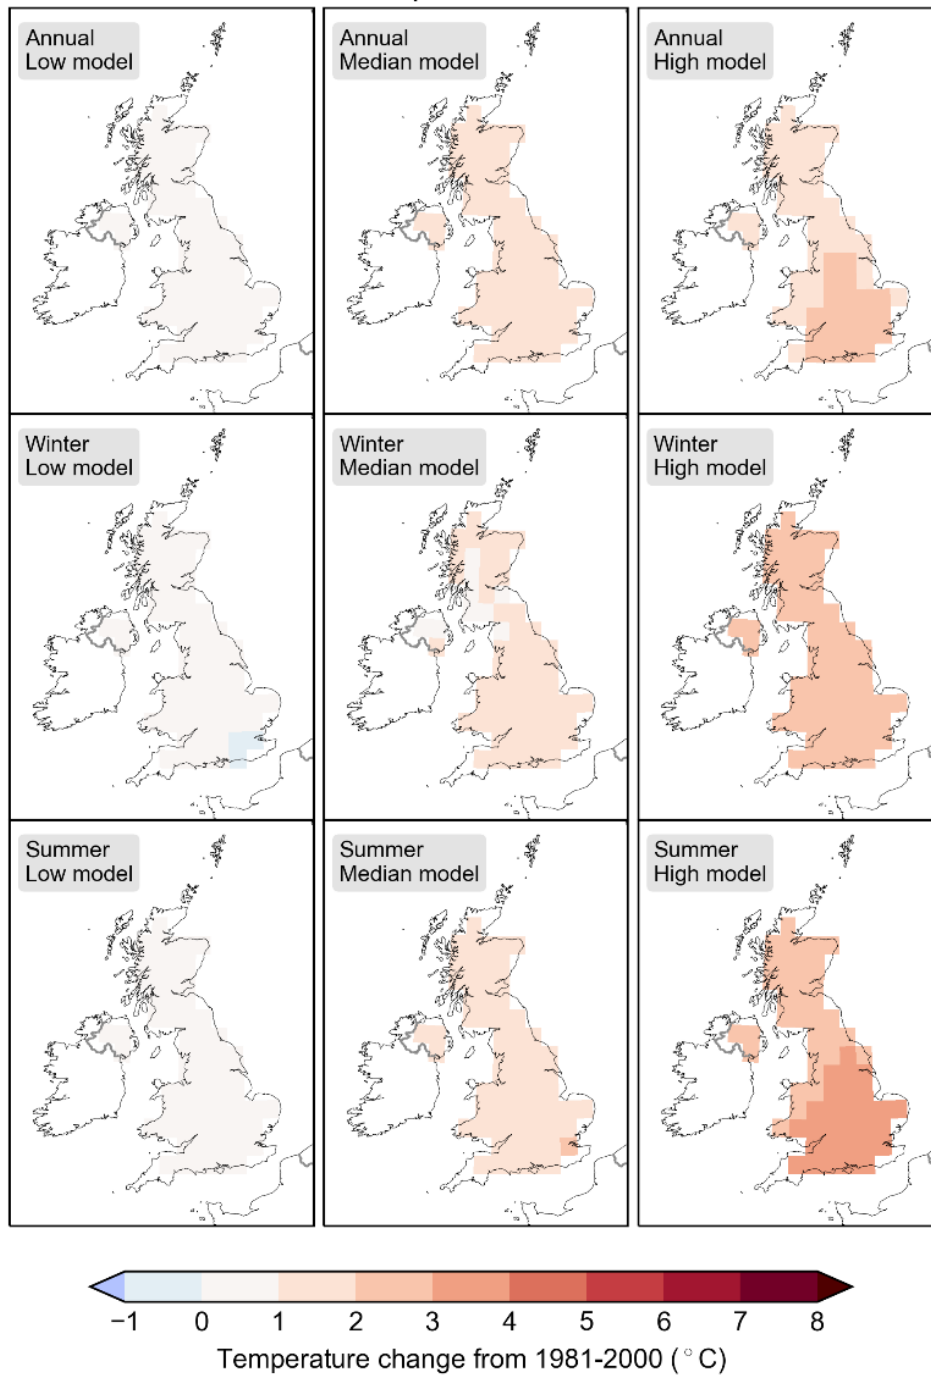 Annual
Low model
Annual
Median model
Annual
High model
Winter
Low model
Winter
Median model
Winter
High model
Summer
Low model
Summer
Median model
Summer
High model
−1 0 1 2 3 4 5 6 7 8
Temperature change from 1981-2000 (°C)